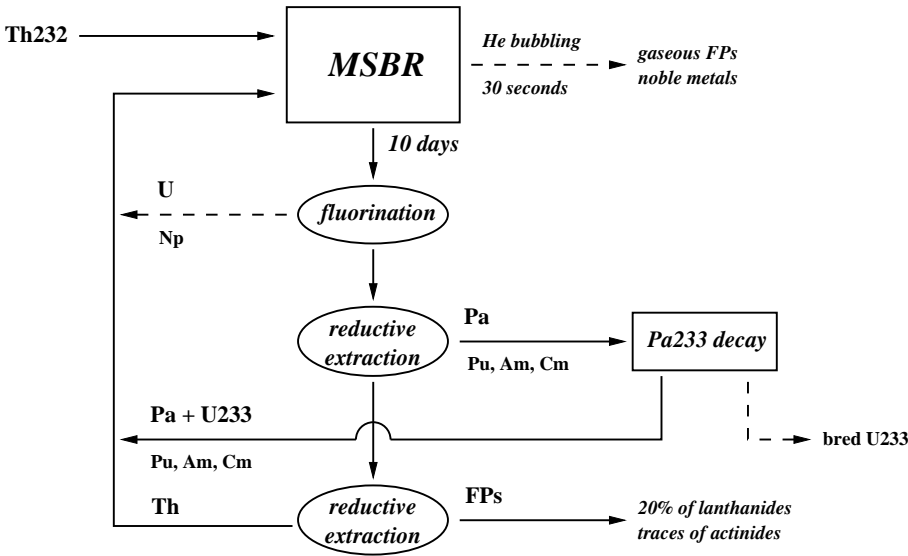 Th232
MSBR
He bubbling
30 seconds
gaseous FPs
noble metals
10 days
U
Np
fluorination
reductive
extraction
Pa
Pu, Am, Cm
Pa233 decay
Pa + U233
Pu, Am, Cm
bred U233
Th
reductive
extraction
FPs
20% of lanthanides
traces of actinides